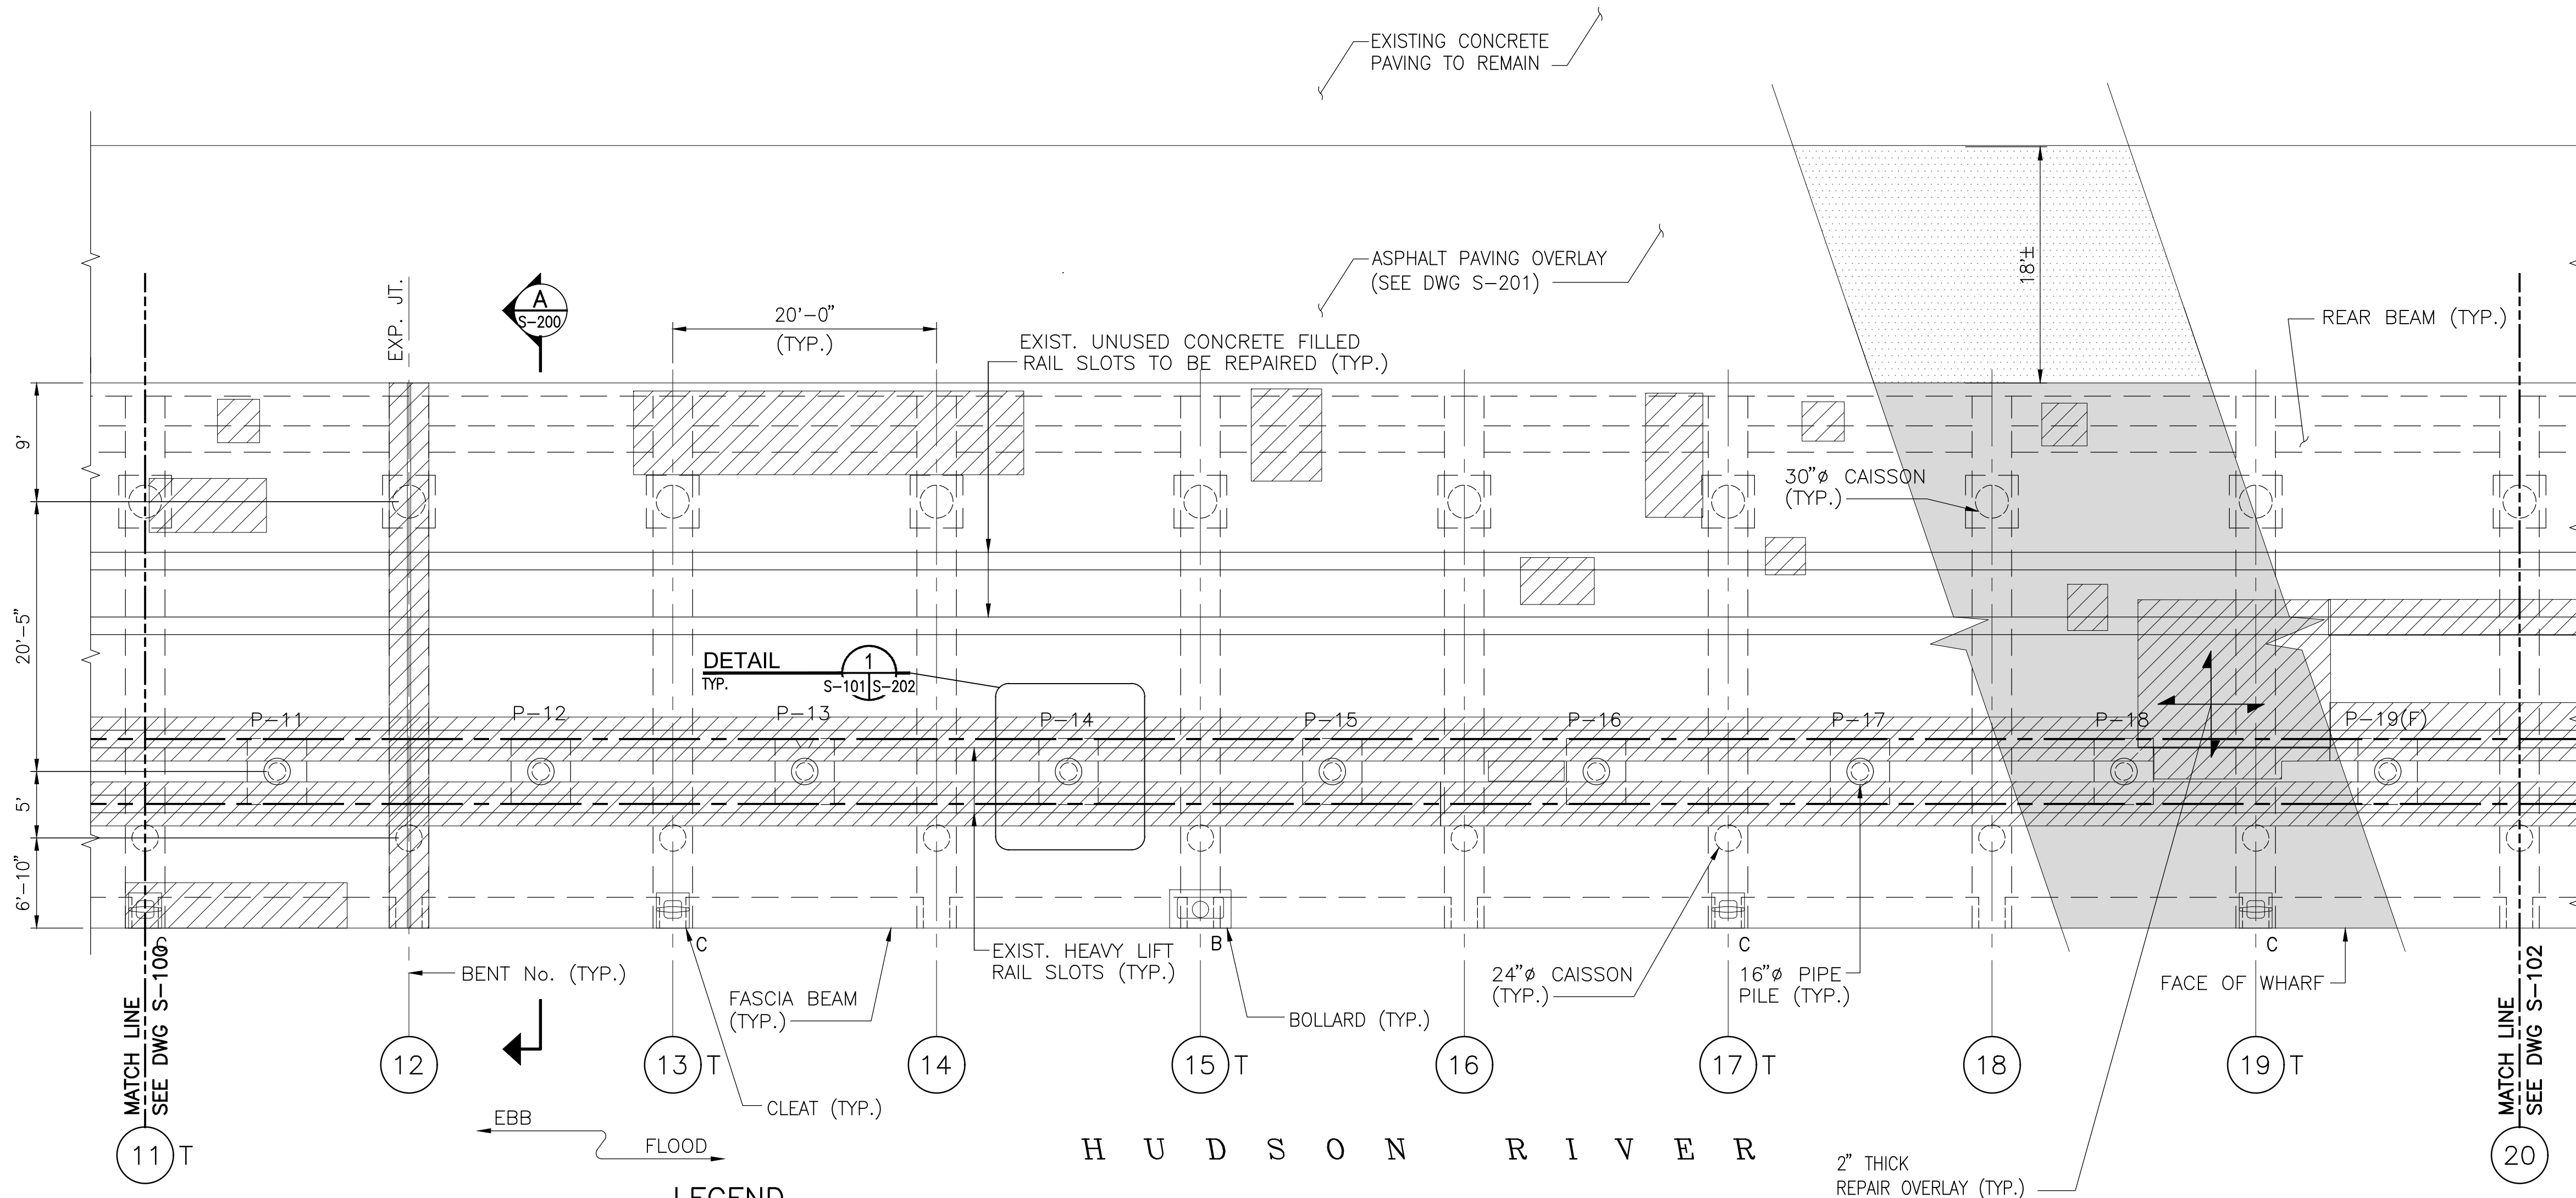 EXISTING CONCRETE
PAVING TO REMAIN
ASPHALT PAVING OVERLAY
(SEE DWG S-201)
18'±
REAR BEAM (TYP.)
EXP. JT.
A
S-200
20'-0"
(TYP.)
EXIST. UNUSED CONCRETE FILLED
RAIL SLOTS TO BE REPAIRED (TYP.)
9'
30"ø CAISSON
(TYP.)
20'-5"
DETAIL
TYP.
1
S-101
S-202
P-11
P-12
P-13
P-14
P-15
P-16
P-17
P-18
P-19(F)
5'
6'-10"
C
C
B
C
C
EXIST. HEAVY LIFT
RAIL SLOTS (TYP.)
BENT No. (TYP.)
24"ø CAISSON
(TYP.)
16"ø PIPE
PILE (TYP.)
FACE OF WHARF
FASCIA BEAM
(TYP.)
BOLLARD (TYP.)
MATCH LINE
SEE DWG S-100
MATCH LINE
SEE DWG S-102
12
13 T
14
15 T
16
17 T
18
19 T
CLEAT (TYP.)
EBB
FLOOD
HUDSON RIVER
11 T
20
2" THICK
REPAIR OVERLAY (TYP.)
LEGEND